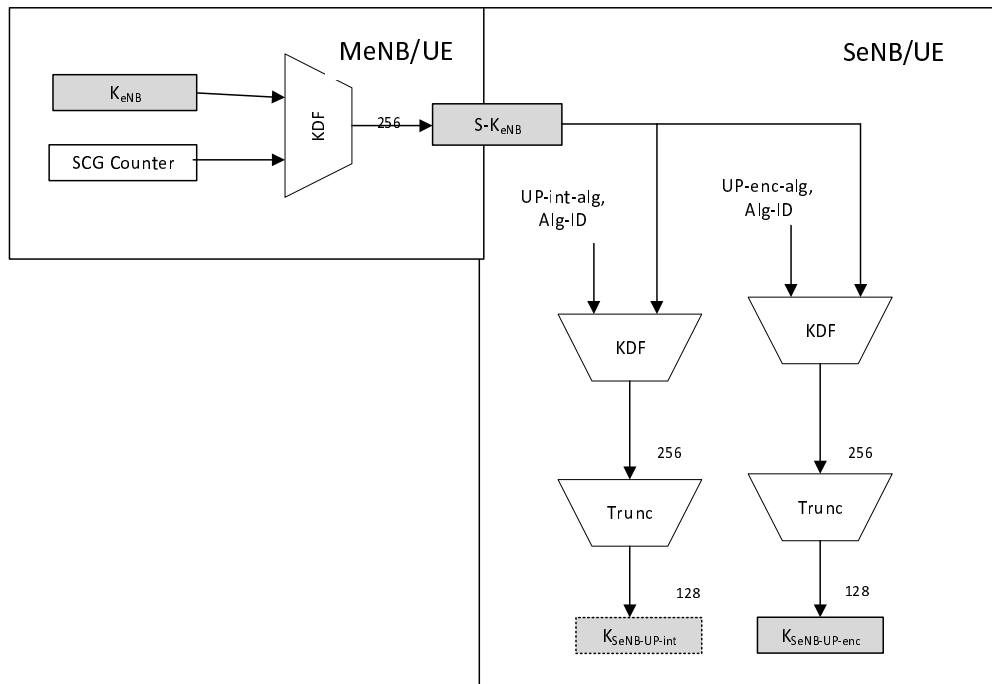 MeNB/UE
SeNB/UE
KeNB
KDF
256
S-KeNB
SCG Counter
UP-int-alg,
Alg-ID
UP-enc-alg,
Alg-ID
KDF
KDF
256
256
Trunc
Trunc
128
128
KSeNB-UP-int
KSeNB-UP-enc